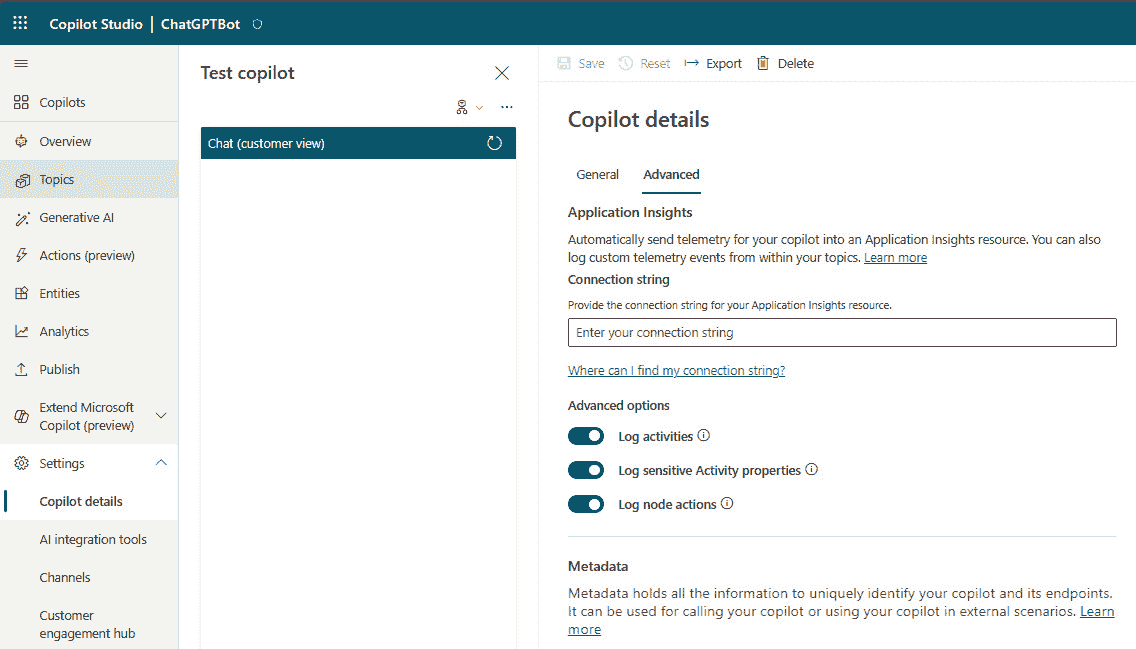 Copilot Studio | ChatGPTBot
Copilots
Overview
Topics
Generative AI
Actions (preview)
Entities
Analytics
Publish
Extend Microsoft
Copilot (preview)
Settings
Copilot details
AI integration tools
Channels
Customer
engagement hub
Test copilot
Chat (customer view)
Save Reset Export Delete
Copilot details
General Advanced
Application Insights
Automatically send telemetry for your copilot into an Application Insights resource. You can also
log custom telemetry events from within your topics. Learn more
Connection string
Provide the connection string for your Application Insights resource.
Enter your connection string
Where can I find my connection string?
Advanced options
Log activities
Log sensitive Activity properties
Log node actions
Metadata
Metadata holds all the information to uniquely identify your copilot and its endpoints.
It can be used for calling your copilot or using your copilot in external scenarios. Learn
more